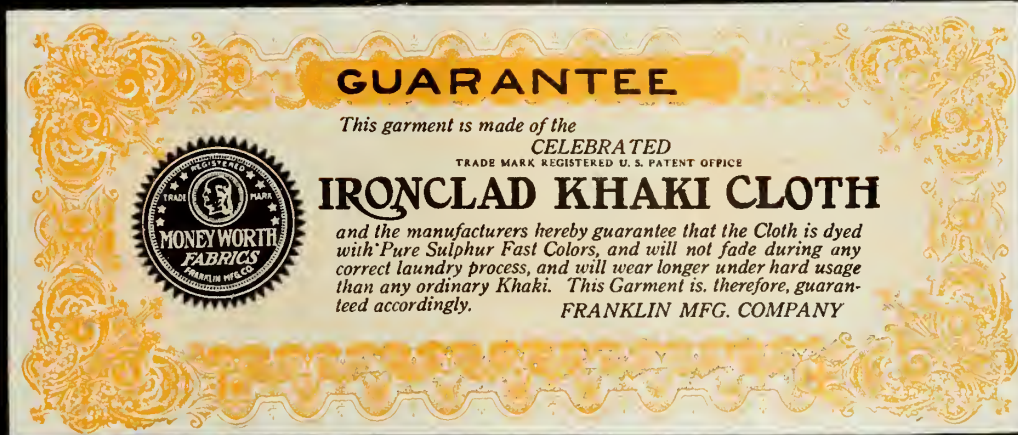 GUARANTEE
This garment is made of the
CELEBRATED
TRADE MARK REGISTERED U. S. PATENT OFFICE
IRONCLAD KHAKI CLOTH
and the manufacturers hereby guarantee that the Cloth is dyed
with Pure Sulphur Fast Colors, and will not fade during any
correct laundry process, and will wear longer under hard usage
than any ordinary Khaki. This Garment is. therefore, guaran-
teed accordingly.
FRANKLIN MFG. COMPANY
REGISTERED
TRADE MARK
MONEYWORTH
FABRICS
FRANKLIN MFG. CO.